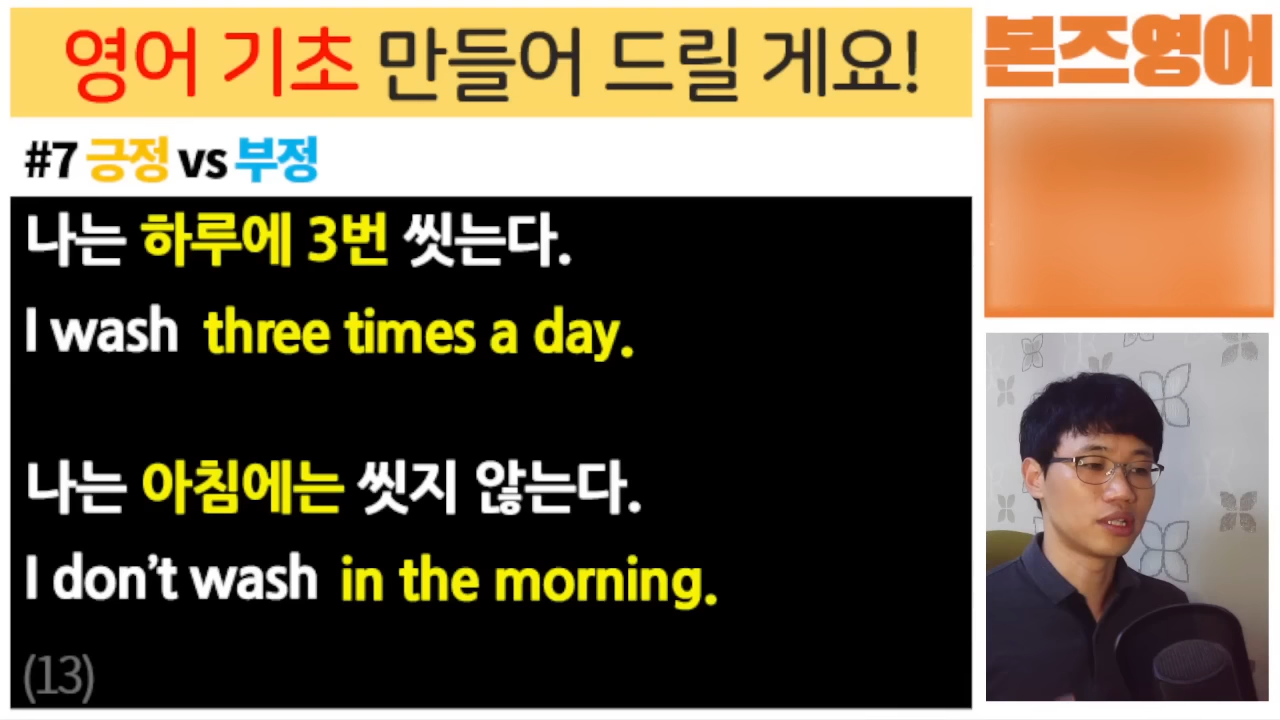 영어 기초 만들어 드릴 게요!
본즈영어
#7 긍정 vs 부정
나는 하루에 3번 씻는다.
I wash three times a day.
나는 아침에는 씻지 않는다.
I don't wash in the morning.
(13)